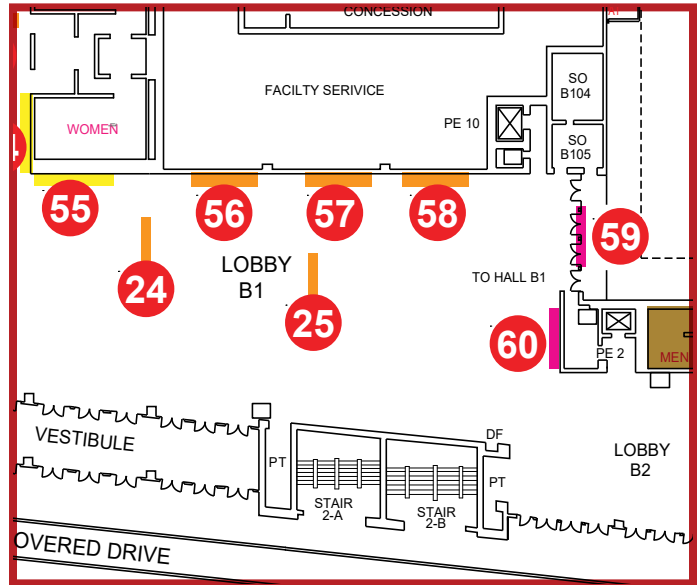 CONCESSION
FACILTY SERIVICE
SO
B104
PE 10
WOMEN
SO
B105
4
55
56
57
58
59
24
LOBBY
B1
TO HALL B1
25
60
PE 2
MEN
VESTIBULE
DF
LOBBY
B2
PT
PT
STAIR
2-A
STAIR
2-B
OVERED DRIVE